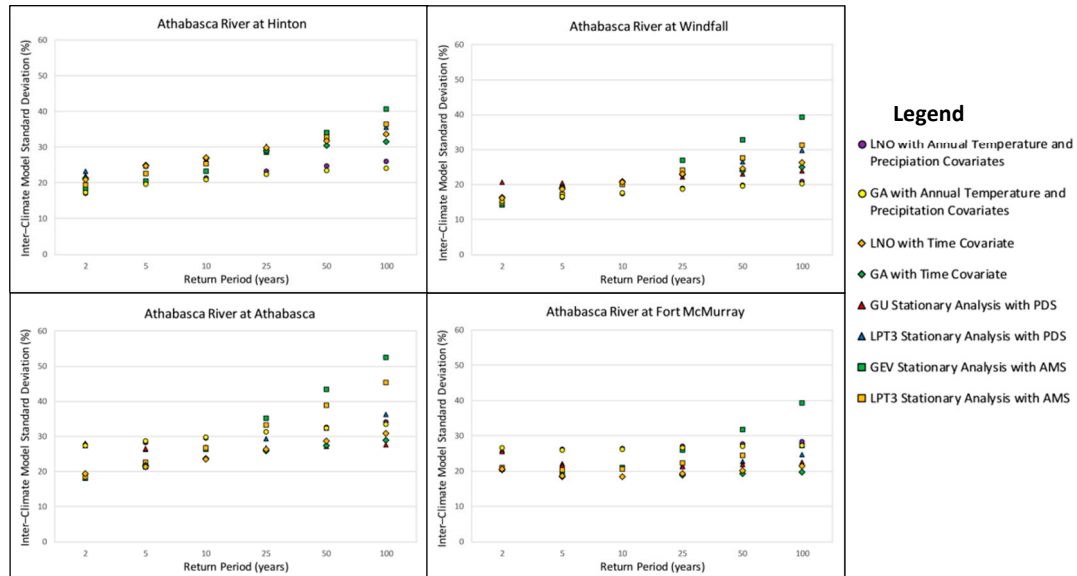 Athabasca River at Hinton
Inter–Climate Model Standard Deviation (%)
60
50
40
30
20
10
0
2 5 10 25 50 100
Return Period (years)
Athabasca River at Windfall
Inter–Climate Model Standard Deviation (%)
60
50
40
30
20
10
0
2 5 10 25 50 100
Return Period (years)
Athabasca River at Athabasca
Inter–Climate Model Standard Deviation (%)
60
50
40
30
20
10
0
2 5 10 25 50 100
Return Period (years)
Athabasca River at Fort McMurray
Inter–Climate Model Standard Deviation (%)
60
50
40
30
20
10
0
2 5 10 25 50 100
Return Period (years)
Legend
LNO with Annual Temperature and
Precipiation Covariates
GA with Annual Temperature and
Precipitation Covariates
LNO with Time Covariate
GA with Time Covariate
GU Stationary Analysis with PDS
LPT3 Stationary Analysis with PDS
GEV Stationary Analysis with AMS
LPT3 Stationary Analysis with AMS